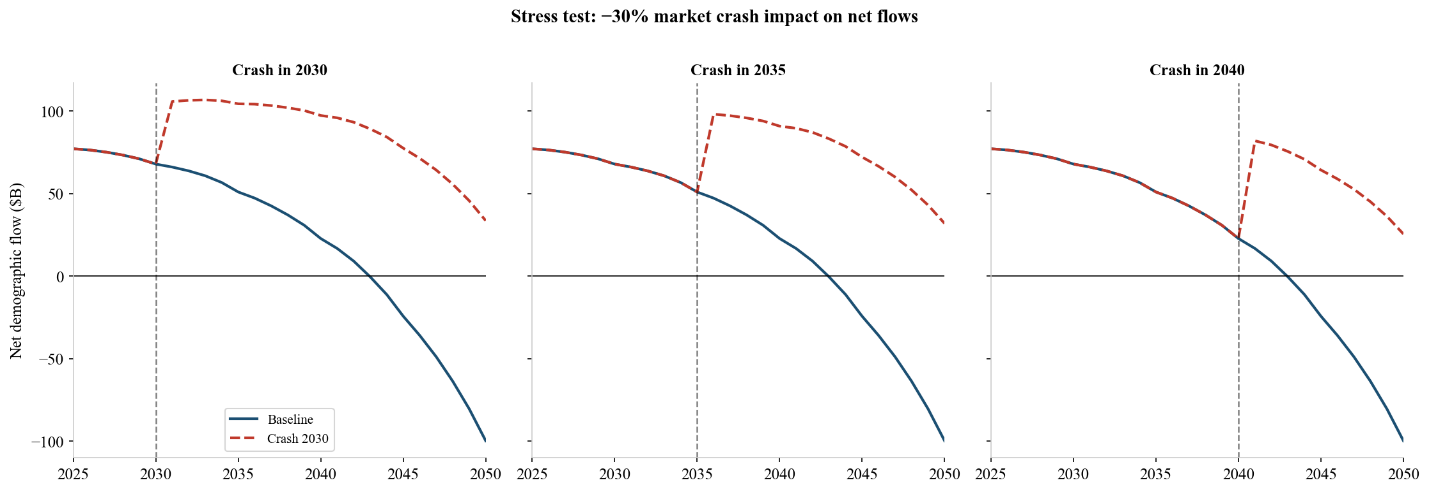 Stress test: −30% market crash impact on net flows
Crash in 2030
Crash in 2035
Crash in 2040
Net demographic flow ($B)
100
50
0
−50
−100
Baseline
Crash 2030
2025 2030 2035 2040 2045 2050
2025 2030 2035 2040 2045 2050
2025 2030 2035 2040 2045 2050